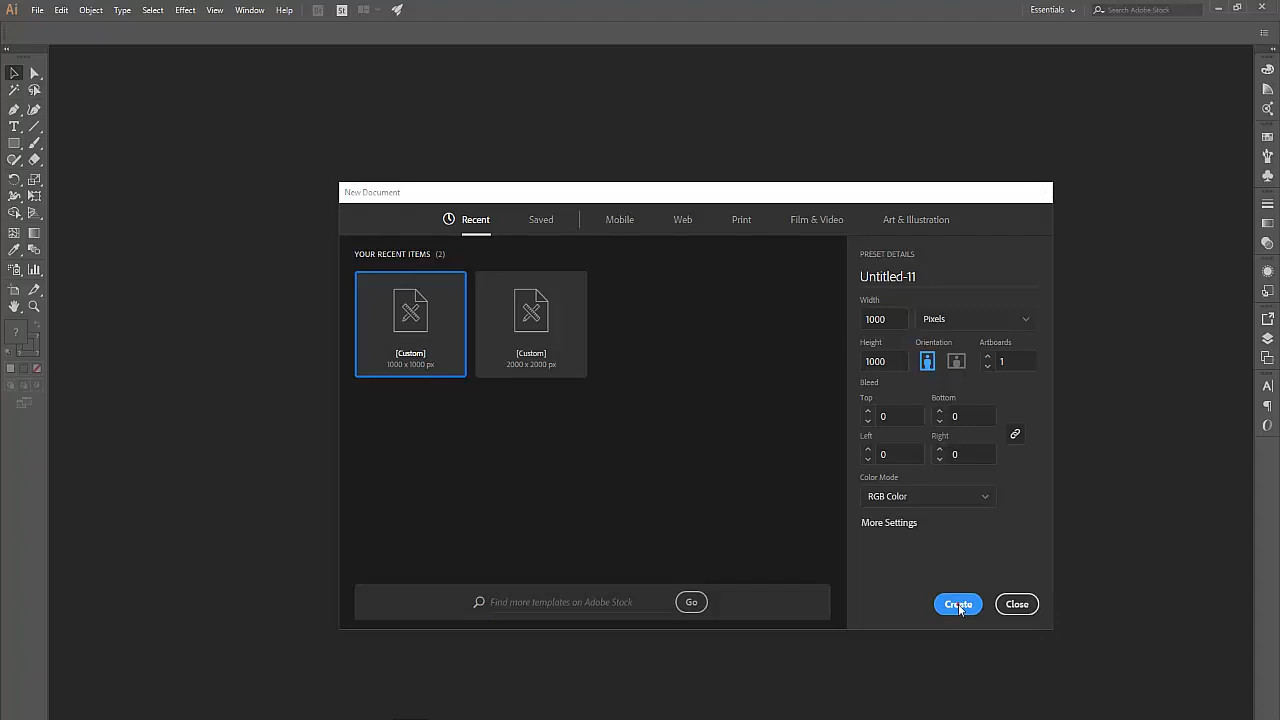 Ai File Edit Object Type Select Effect View Window Help Br St Essentials Search Adobe Stock
New Document
Recent Saved Mobile Web Print Film & Video Art & Illustration
YOUR RECENT ITEMS (2)
[Custom]
1000 x 1000 px
[Custom]
2000 x 2000 px
Find more templates on Adobe Stock Go
PRESET DETAILS
Untitled-11
Width
1000 Pixels
Height Orientation Artboards
1000 1
Bleed
Top Bottom
0 0
Left Right
0 0
Color Mode
RGB Color
More Settings
Create Close